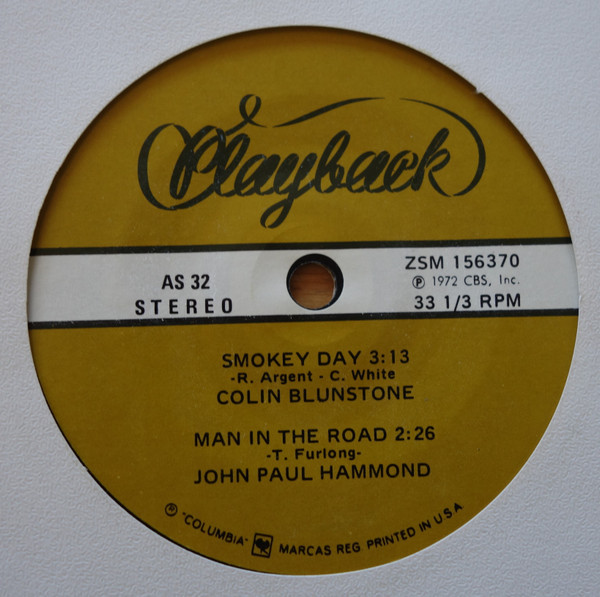 Playback
AS 32
STEREO
ZSM 156370
Ⓟ 1972 CBS, Inc.
33 1/3 RPM
SMOKEY DAY 3:13
-R. Argent - C. White
COLIN BLUNSTONE
MAN IN THE ROAD 2:26
-T. Furlong-
JOHN PAUL HAMMOND
Ⓟ "COLUMBIA" MARCAS REG. PRINTED IN U.S.A.